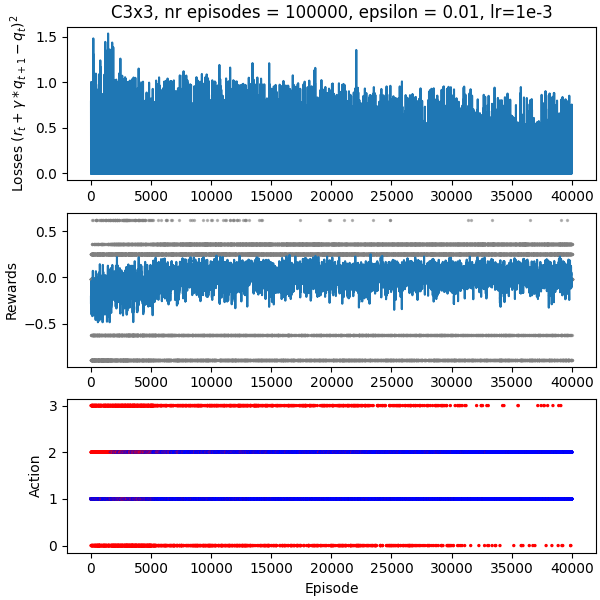 C3x3, nr episodes = 100000, epsilon = 0.01, lr=1e-3
Losses $(r_t + \gamma * q_{t+1} - q_t)^2$
1.5
1.0
0.5
0.0
0 5000 10000 15000 20000 25000 30000 35000 40000
Rewards
0.5
0.0
−0.5
0 5000 10000 15000 20000 25000 30000 35000 40000
Action
3
2
1
0
0 5000 10000 15000 20000 25000 30000 35000 40000
Episode